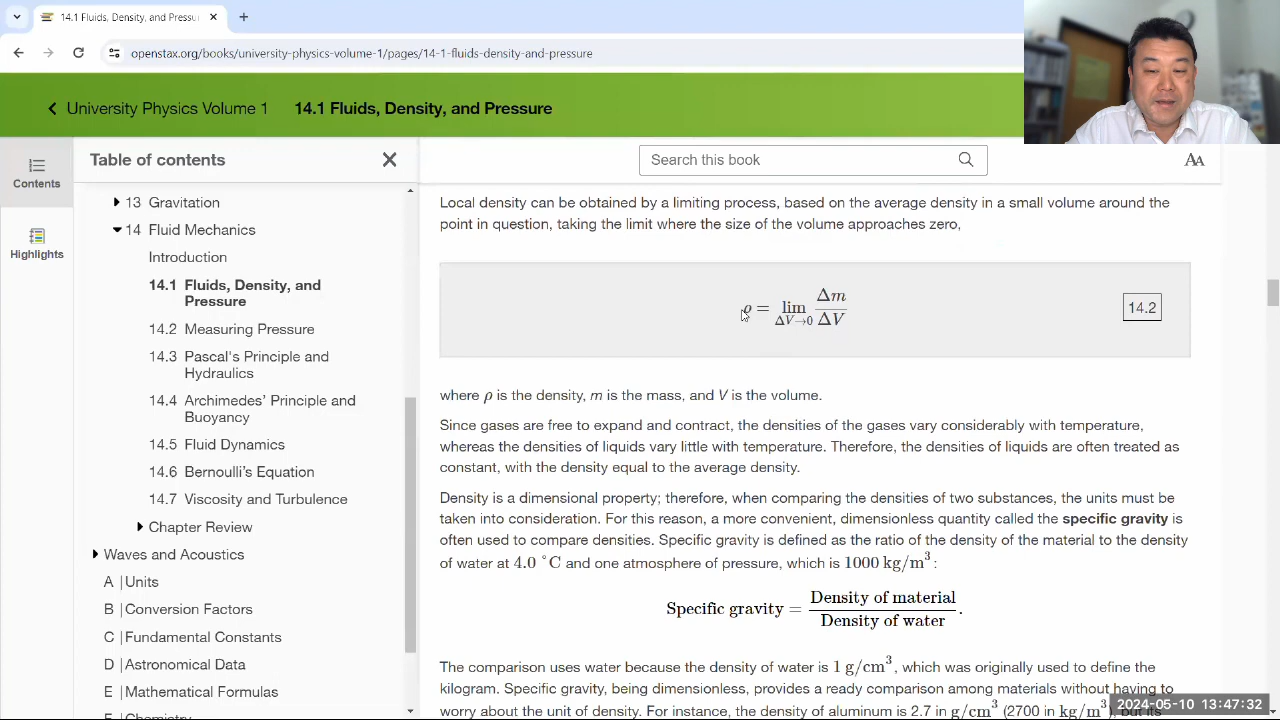 14.1 Fluids, Density, and Pressu
openstax.org/books/university-physics-volume-1/pages/14-1-fluids-density-and-pressure
University Physics Volume 1
14.1 Fluids, Density, and Pressure
Contents
Highlights
Table of contents
13 Gravitation
14 Fluid Mechanics
Introduction
14.1 Fluids, Density, and
Pressure
14.2 Measuring Pressure
14.3 Pascal's Principle and
Hydraulics
14.4 Archimedes' Principle and
Buoyancy
14.5 Fluid Dynamics
14.6 Bernoulli's Equation
14.7 Viscosity and Turbulence
Chapter Review
Waves and Acoustics
A | Units
B | Conversion Factors
C | Fundamental Constants
D | Astronomical Data
E | Mathematical Formulas
F | Chemistry
Search this book
AA
Local density can be obtained by a limiting process, based on the average density in a small volume around the
point in question, taking the limit where the size of the volume approaches zero,
ρ = lim ΔV→0 Δm/ΔV
14.2
where ρ is the density, m is the mass, and V is the volume.
Since gases are free to expand and contract, the densities of the gases vary considerably with temperature,
whereas the densities of liquids vary little with temperature. Therefore, the densities of liquids are often treated as
constant, with the density equal to the average density.
Density is a dimensional property; therefore, when comparing the densities of two substances, the units must be
taken into consideration. For this reason, a more convenient, dimensionless quantity called the specific gravity is
often used to compare densities. Specific gravity is defined as the ratio of the density of the material to the density
of water at 4.0 °C and one atmosphere of pressure, which is 1000 kg/m³:
Specific gravity = Density of material / Density of water.
The comparison uses water because the density of water is 1 g/cm³, which was originally used to define the
kilogram. Specific gravity, being dimensionless, provides a ready comparison among materials without having to
worry about the unit of density. For instance, the density of aluminum is 2.7 in g/cm³ (2700 in kg/m³), but its
2024-05-10 13:47:32